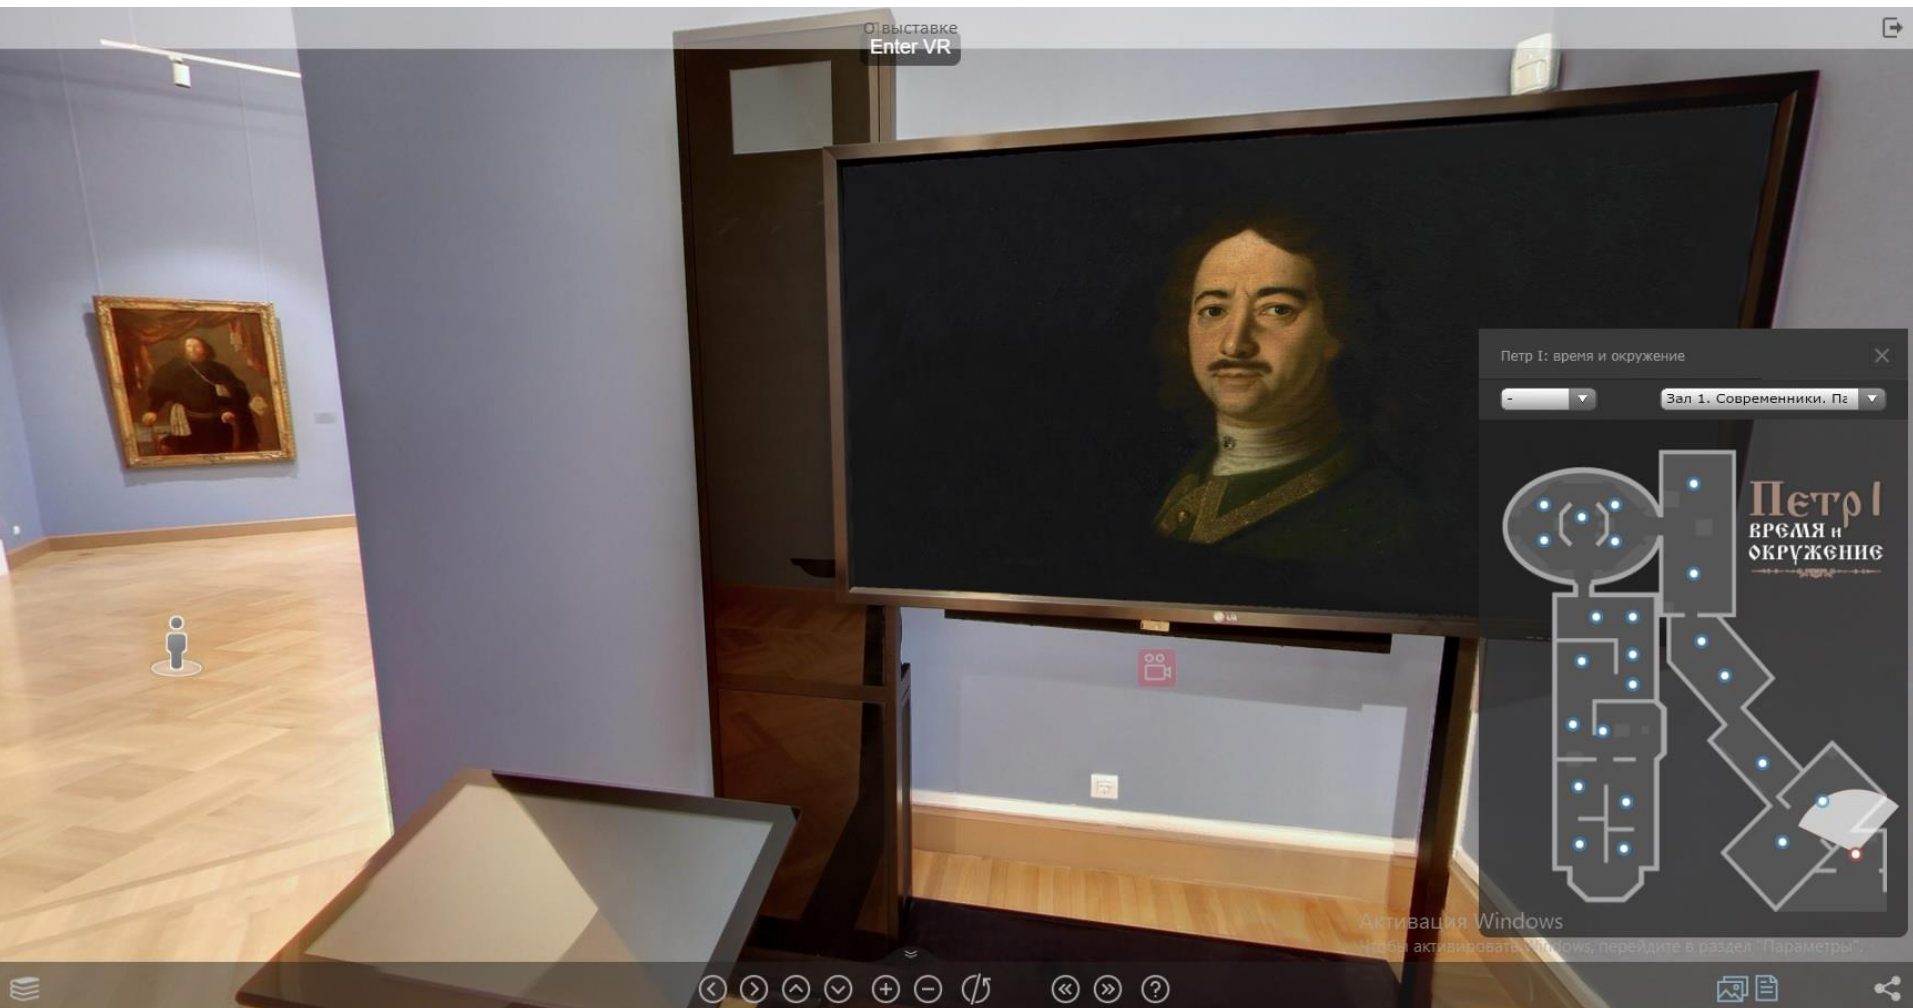 О выставке
Enter VR
Петр I: время и окружение
-
Зал 1. Современники. Па
Петр I
ВРЕМЯ и
ОКРУЖЕНИЕ
LG
Активация Windows
Чтобы активировать Windows, перейдите в раздел "Параметры".